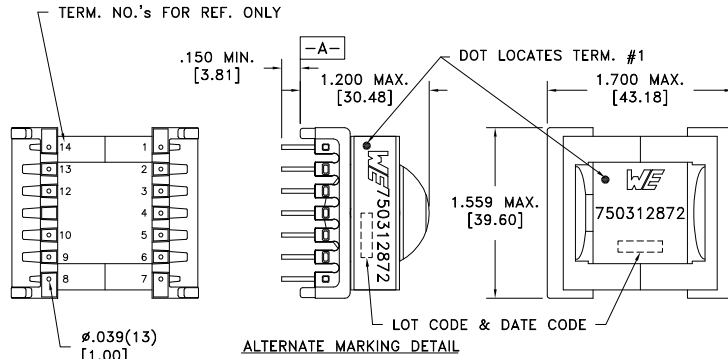 TERM. NO.'s FOR REF. ONLY
.150 MIN.
[3.81]
-A-
1.200 MAX.
[30.48]
DOT LOCATES TERM. #1
1.700 MAX.
[43.18]
14 1
13 2
12 3
4
10 5
9 6
8 7
WE 750312872
1.559 MAX.
[39.60]
WE
750312872
LOT CODE & DATE CODE
ø.039(13)
[1.00]
ALTERNATE MARKING DETAIL